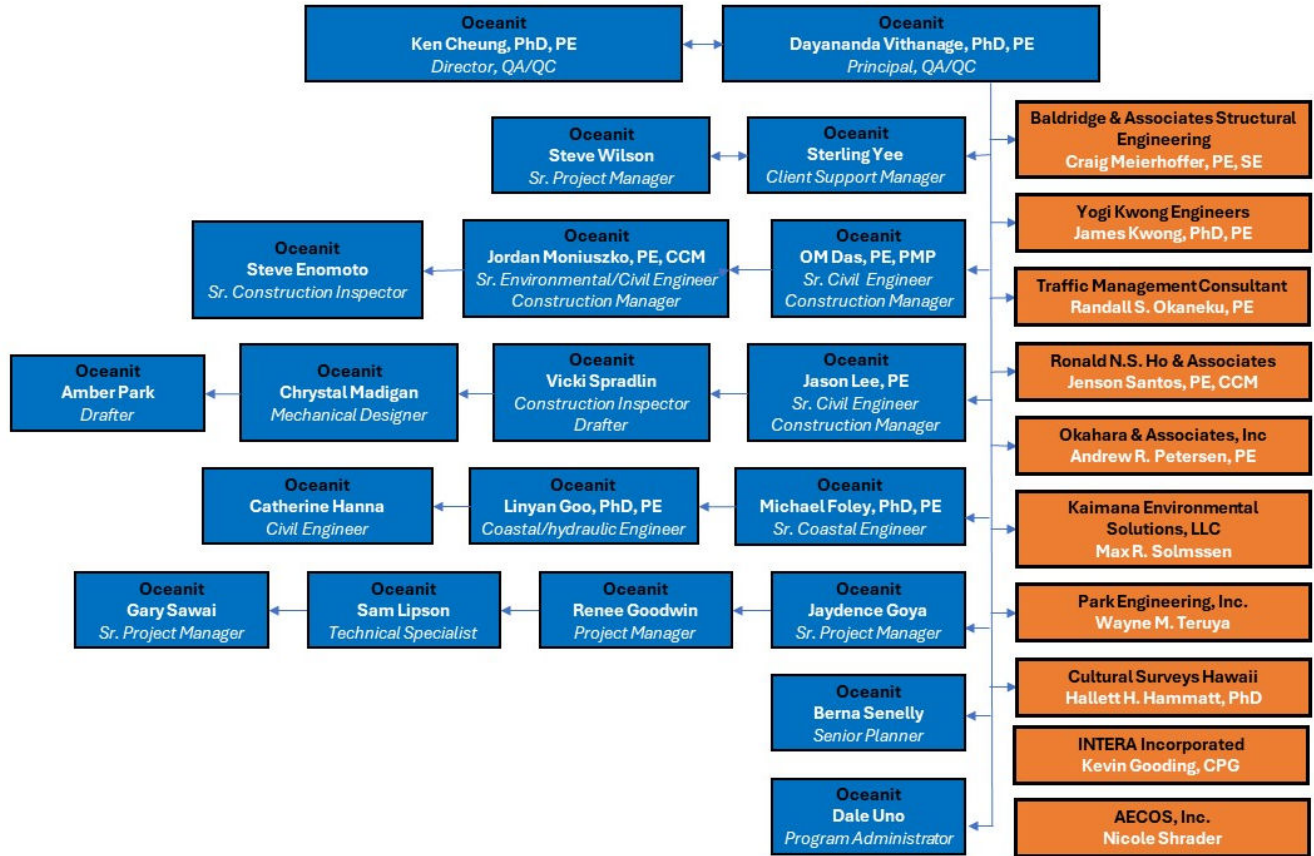 Oceanit
Ken Cheung, PhD, PE
Director, QA/QC
Oceanit
Dayananda Vithanage, PhD, PE
Principal, QA/QC
Oceanit
Steve Wilson
Sr. Project Manager
Oceanit
Sterling Yee
Client Support Manager
Oceanit
Steve Enomoto
Sr. Construction Inspector
Oceanit
Jordan Moniuszko, PE, CCM
Sr. Environmental/Civil Engineer
Construction Manager
Oceanit
OM Das, PE, PMP
Sr. Civil Engineer
Construction Manager
Oceanit
Amber Park
Drafter
Oceanit
Chrystal Madigan
Mechanical Designer
Oceanit
Vicki Spradlin
Construction Inspector
Drafter
Oceanit
Jason Lee, PE
Sr. Civil Engineer
Construction Manager
Oceanit
Catherine Hanna
Civil Engineer
Oceanit
Linyan Goo, PhD, PE
Coastal/hydraulic Engineer
Oceanit
Michael Foley, PhD, PE
Sr. Coastal Engineer
Oceanit
Gary Sawai
Sr. Project Manager
Oceanit
Sam Lipson
Technical Specialist
Oceanit
Renee Goodwin
Project Manager
Oceanit
Jaydence Goya
Sr. Project Manager
Oceanit
Berna Senelly
Senior Planner
Oceanit
Dale Uno
Program Administrator
Baldridge & Associates Structural
Engineering
Craig Meierhoffer, PE, SE
Yogi Kwong Engineers
James Kwong, PhD, PE
Traffic Management Consultant
Randall S. Okaneku, PE
Ronald N.S. Ho & Associates
Jenson Santos, PE, CCM
Okahara & Associates, Inc
Andrew R. Petersen, PE
Kaimana Environmental
Solutions, LLC
Max R. Solmssen
Park Engineering, Inc.
Wayne M. Teruya
Cultural Surveys Hawaii
Hallett H. Hammatt, PhD
INTERA Incorporated
Kevin Gooding, CPG
AECOS, Inc.
Nicole Shrader